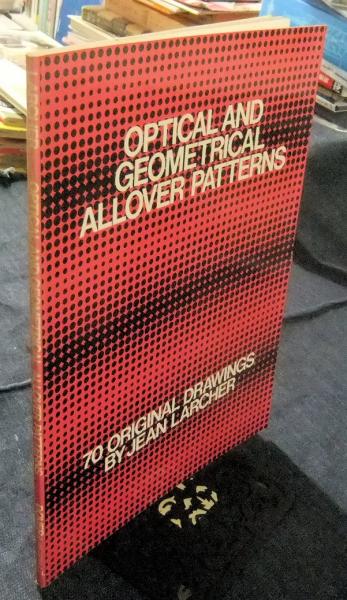 OPTICAL AND
GEOMETRICAL
ALLOVER PATTERNS
70 ORIGINAL DRAWINGS
BY JEAN LARCHER